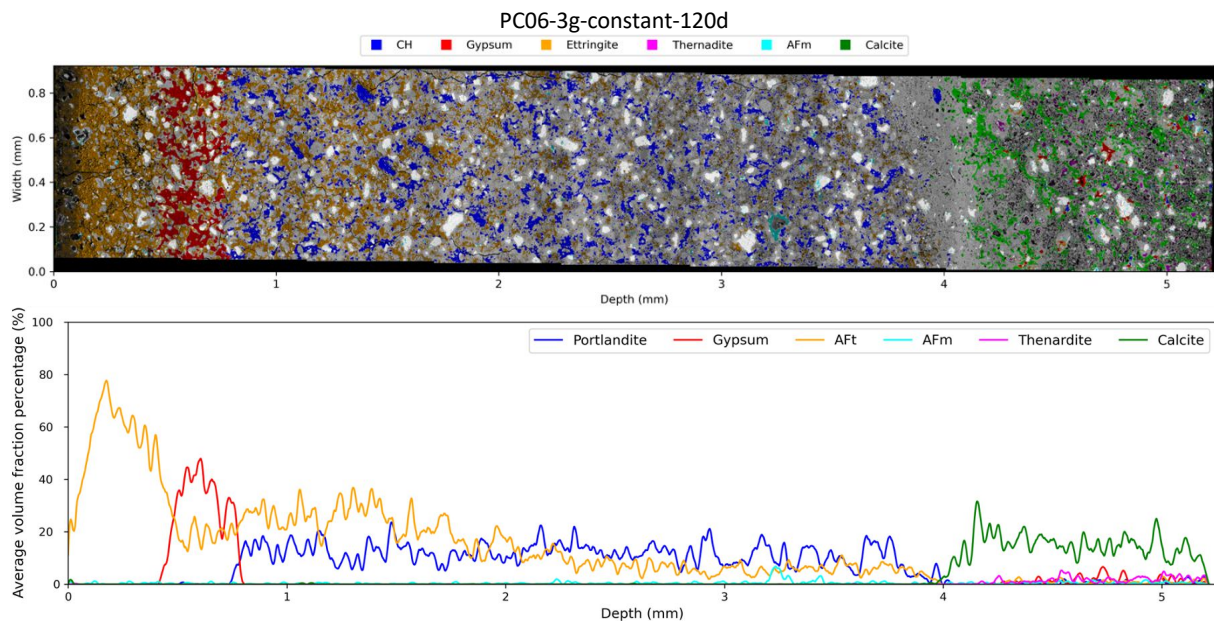 PC06-3g-constant-120d
CH Gypsum Ettringite Thernadite AFm Calcite
Width (mm)
0.8
0.6
0.4
0.2
0.0
0 1 2 3 4 5
Depth (mm)
Average volume fraction percentage (%)
100
80
60
40
20
0
Portlandite Gypsum AFt AFm Thenardite Calcite
0 1 2 3 4 5
Depth (mm)